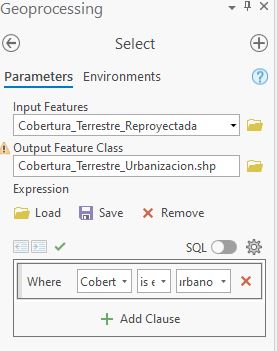 Geoprocessing
Select
Parameters Environments
Input Features
Cobertura_Terrestre_Reproyectada
Output Feature Class
Cobertura_Terrestre_Urbanizacion.shp
Expression
Load Save Remove
SQL
Where Cobert is e urbano
Add Clause